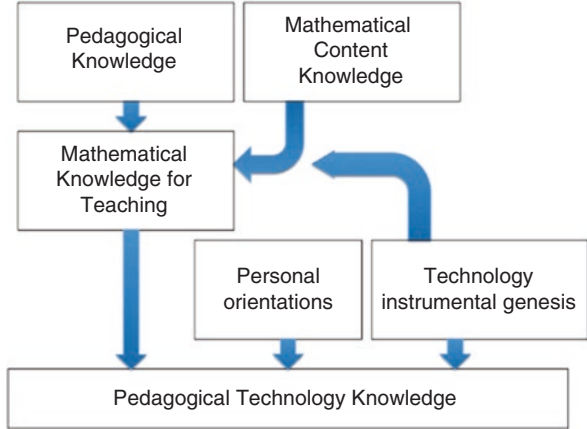 Pedagogical
Knowledge
Mathematical
Content
Knowledge
Mathematical
Knowledge for
Teaching
Personal
orientations
Technology
instrumental genesis
Pedagogical Technology Knowledge